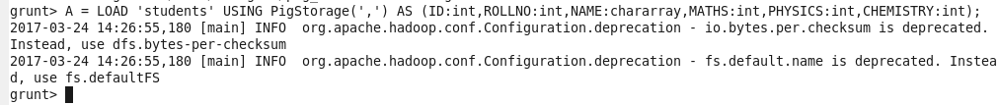 grunt> A = LOAD 'students' USING PigStorage(',') AS (ID:int,ROLLNO:int,NAME:chararray,MATHS:int,PHYSICS:int,CHEMISTRY:int);
2017-03-24 14:26:55,180 [main] INFO  org.apache.hadoop.conf.Configuration.deprecation - io.bytes.per.checksum is deprecated.
Instead, use dfs.bytes-per-checksum
2017-03-24 14:26:55,180 [main] INFO  org.apache.hadoop.conf.Configuration.deprecation - fs.default.name is deprecated. Instea
d, use fs.defaultFS
grunt>